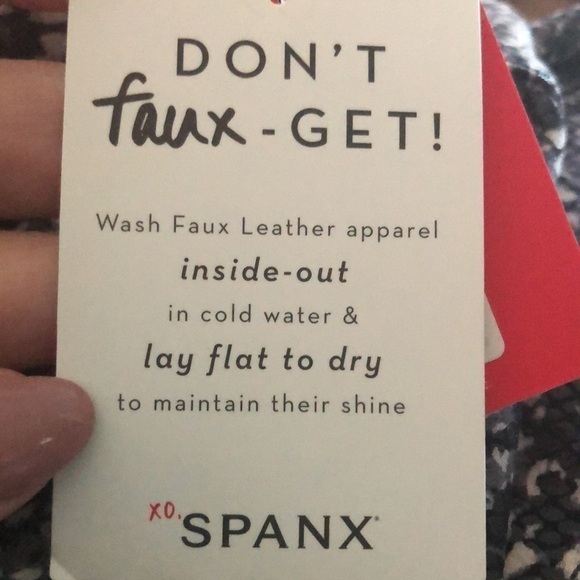 DON'T
faux-GET!
Wash Faux Leather apparel
inside-out
in cold water &
lay flat to dry
to maintain their shine
XO.
SPANX®